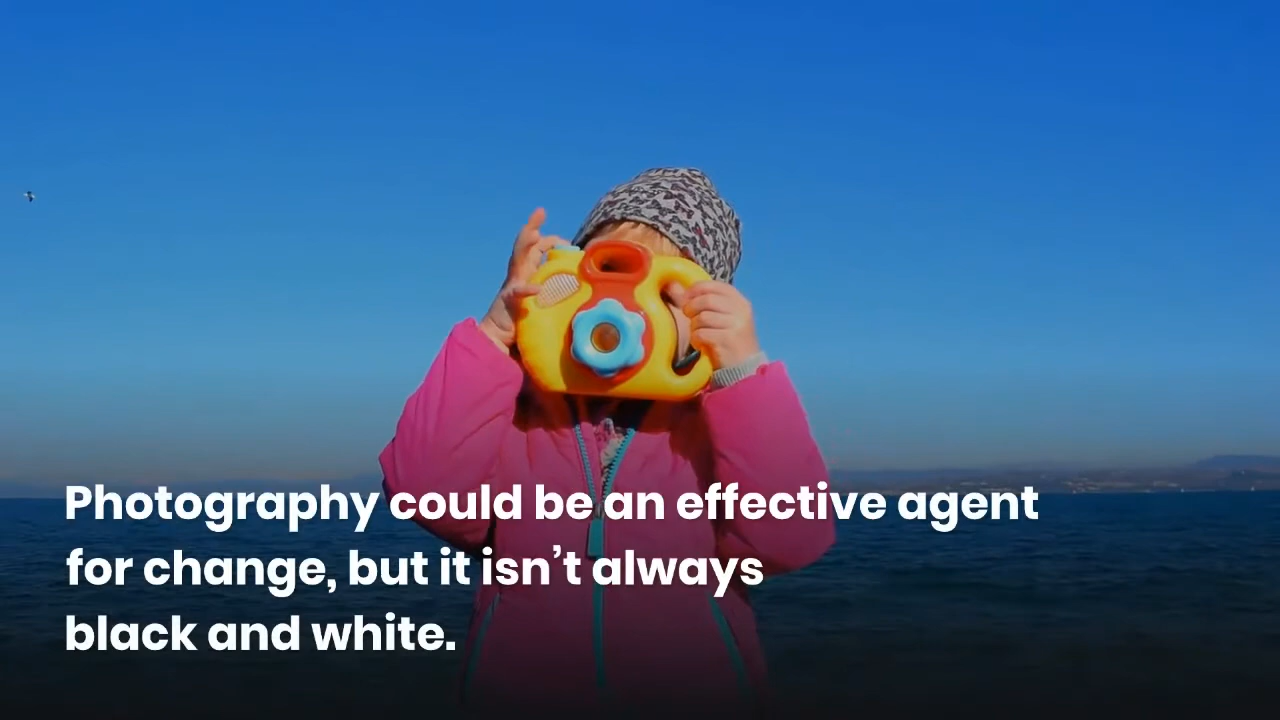 Photography could be an effective agent
for change, but it isn’t always
black and white.